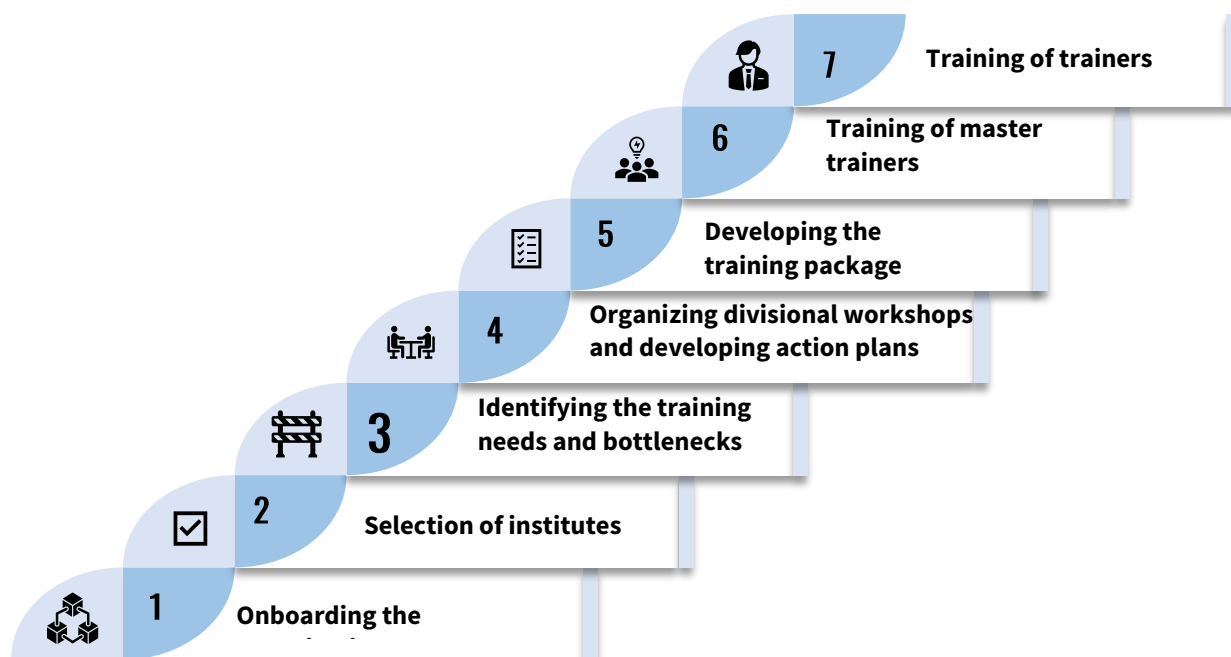 7
Training of trainers
6
Training of master
trainers
5
Developing the
training package
4
Organizing divisional workshops
and developing action plans
3
Identifying the training
needs and bottlenecks
2
Selection of institutes
1
Onboarding the